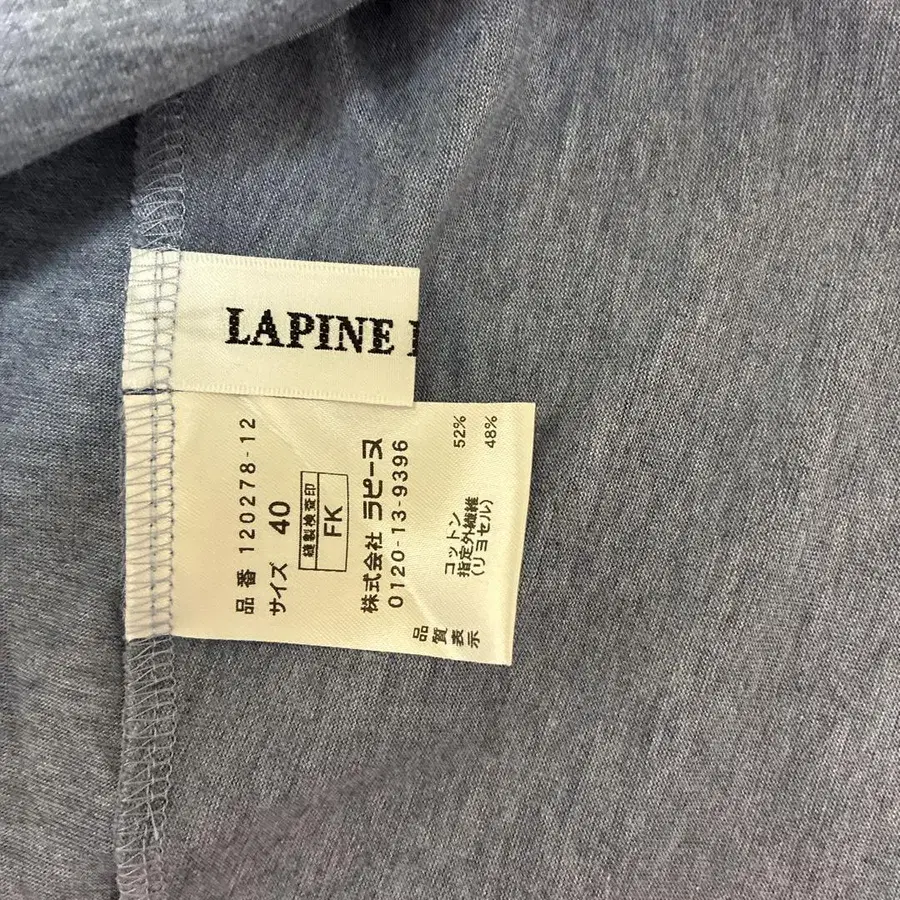 LAPINE
品番 120278-12
サイズ 40
縫製検査印
FK
株式会社 ラピーヌ
0120-13-9396
品質表示
コットン 52%
指定外繊維 48%
(リヨセル)